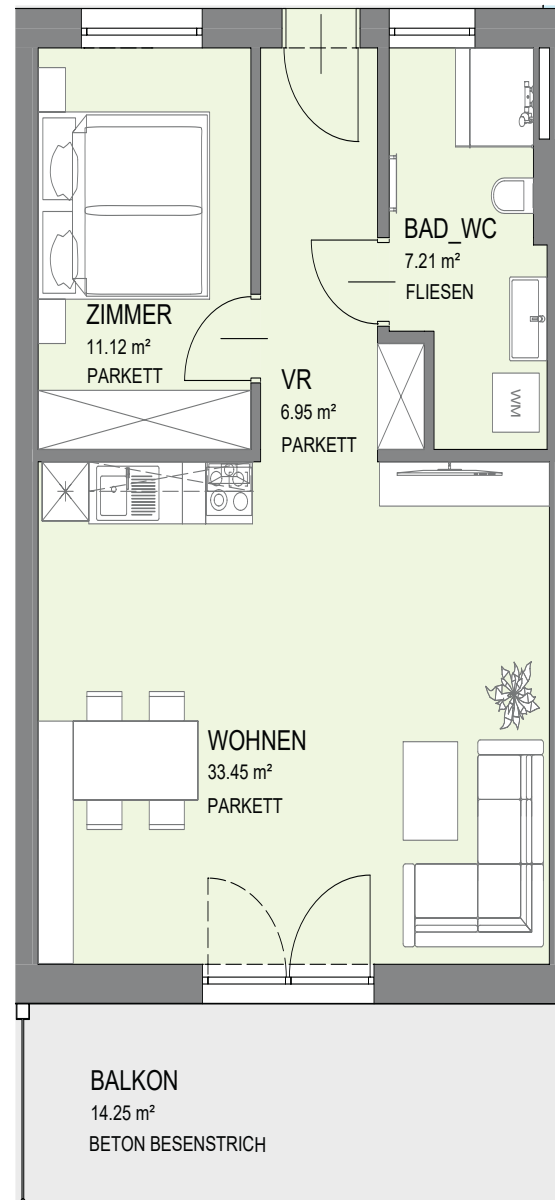 BAD_WC
7.21 m²
FLIESEN
ZIMMER
11.12 m²
PARKETT
VR
6.95 m²
PARKETT
WM
WOHNEN
33.45 m²
PARKETT
BALKON
14.25 m²
BETON BESENSTRICH